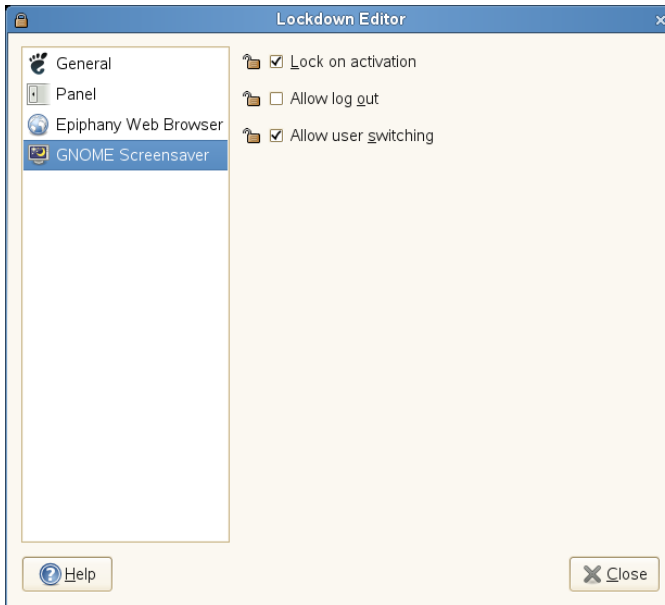 Lockdown Editor
General
Panel
Epiphany Web Browser
GNOME Screensaver
Lock on activation
Allow log out
Allow user switching
Help
Close